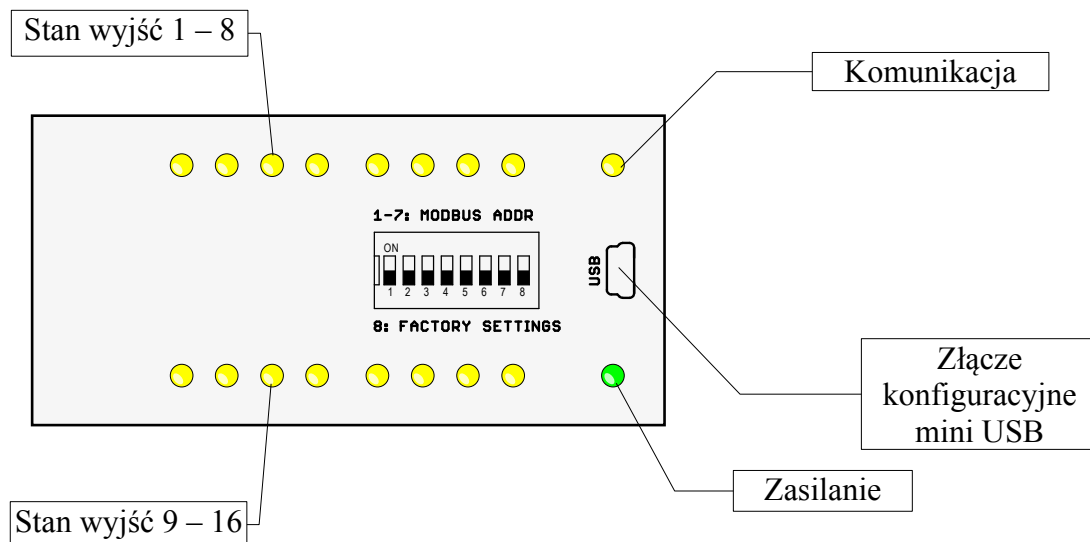 Stan wyjść 1 – 8
Komunikacja
1-7: MODBUS ADDR
ON
1 2 3 4 5 6 7 8
USB
8: FACTORY SETTINGS
Złącze
konfiguracyjne
mini USB
Zasilanie
Stan wyjść 9 – 16